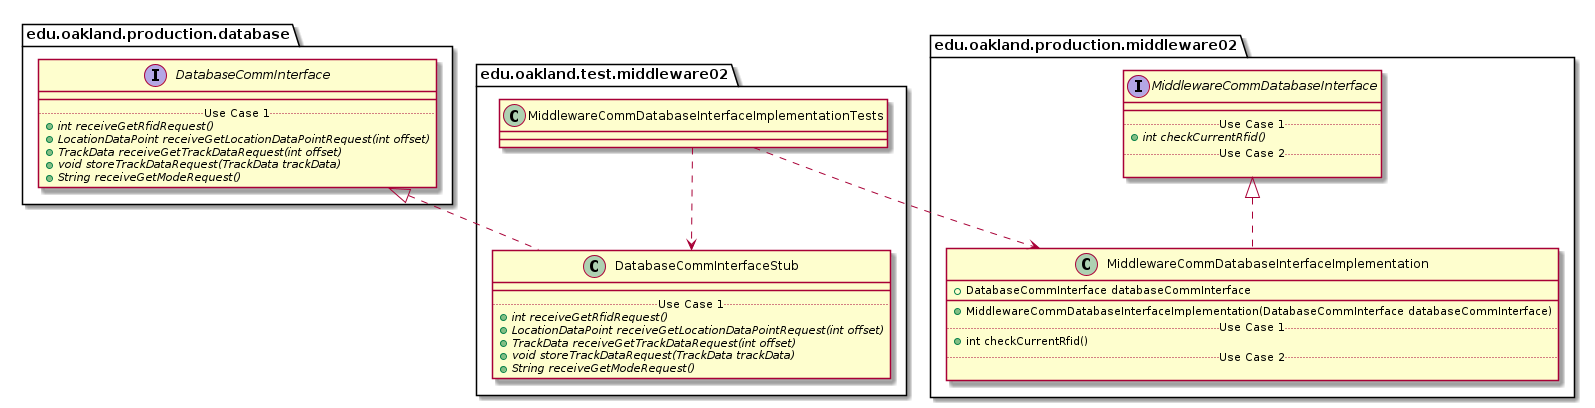 edu.oakland.production.database
I DatabaseCommInterface
Use Case 1
int receiveGetRfidRequest()
LocationDataPoint receiveGetLocationDataPointRequest(int offset)
TrackData receiveGetTrackDataRequest(int offset)
void storeTrackDataRequest(TrackData trackData)
String receiveGetModeRequest()
edu.oakland.test.middleware02
C MiddlewareCommDatabaseInterfaceImplementationTests
C DatabaseCommInterfaceStub
Use Case 1
int receiveGetRfidRequest()
LocationDataPoint receiveGetLocationDataPointRequest(int offset)
TrackData receiveGetTrackDataRequest(int offset)
void storeTrackDataRequest(TrackData trackData)
String receiveGetModeRequest()
edu.oakland.production.middleware02
I MiddlewareCommDatabaseInterface
Use Case 1
int checkCurrentRfid()
Use Case 2
C MiddlewareCommDatabaseInterfaceImplementation
DatabaseCommInterface databaseCommInterface
MiddlewareCommDatabaseInterfaceImplementation(DatabaseCommInterface databaseCommInterface)
Use Case 1
int checkCurrentRfid()
Use Case 2